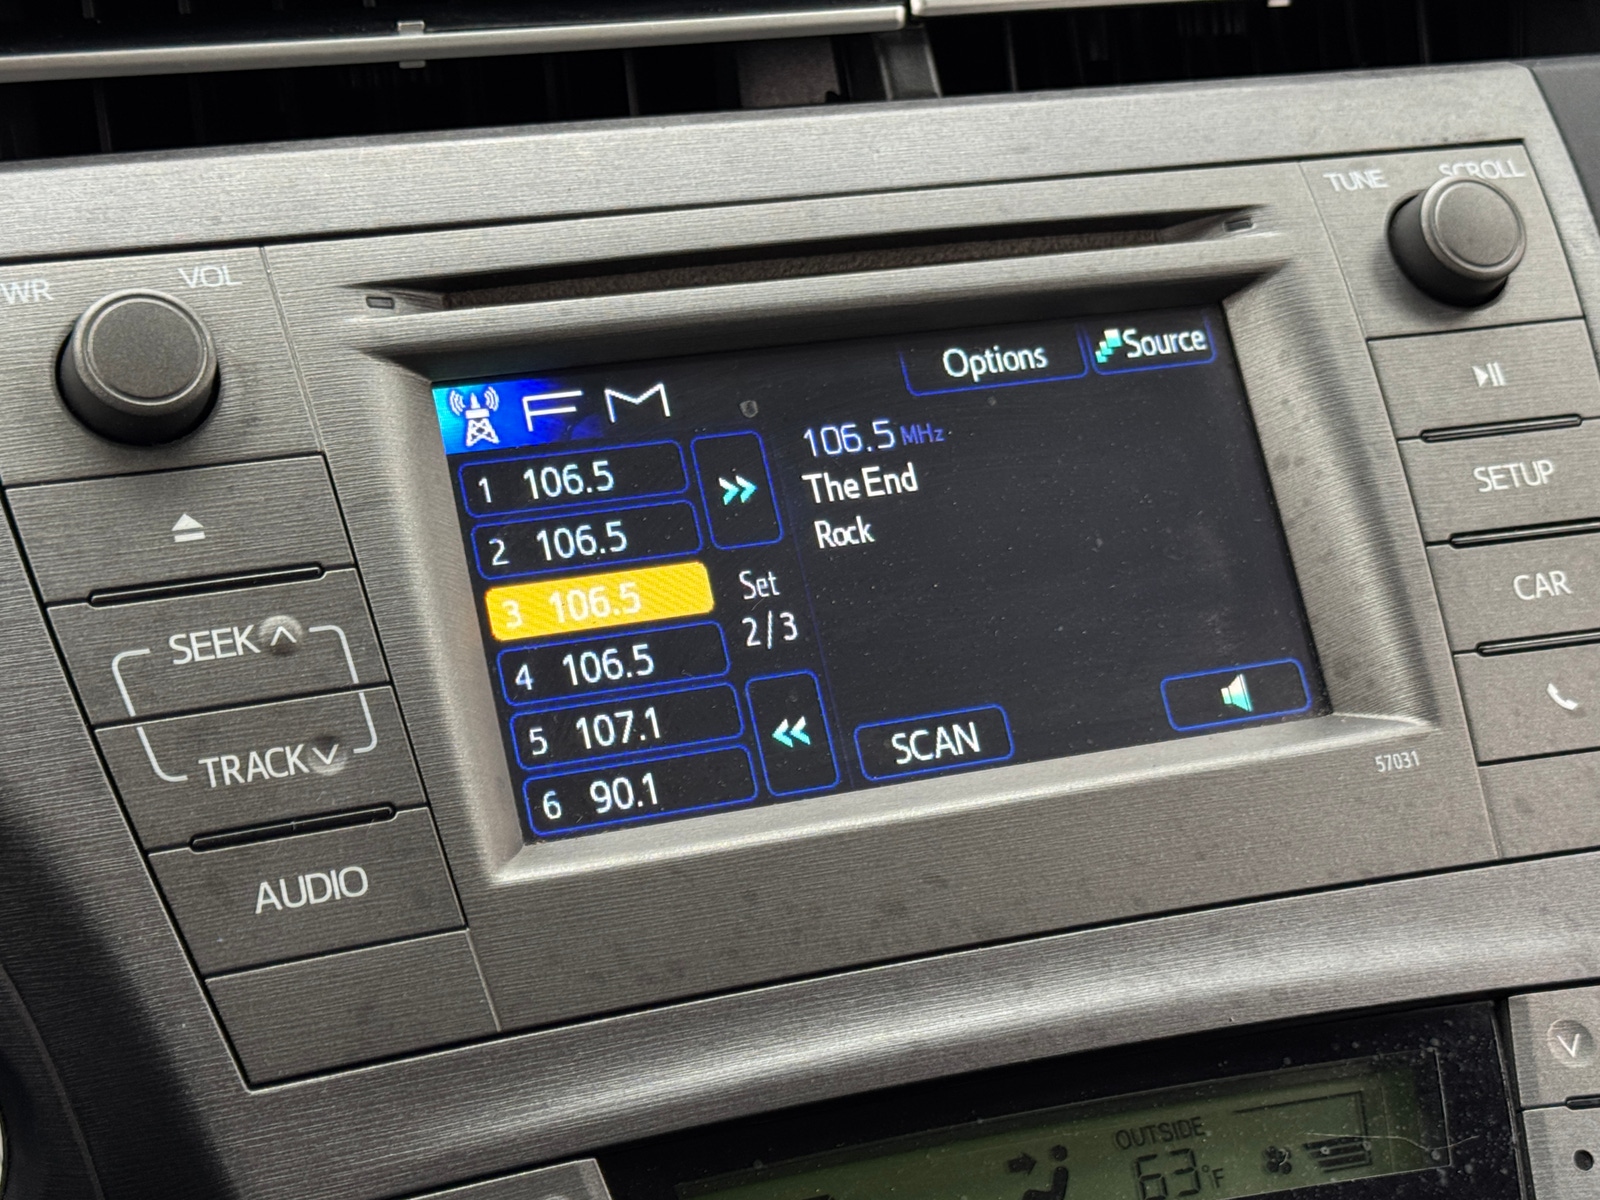 PWR VOL
TUNE SCROLL
FM
Options
Source
1 106.5
2 106.5
3 106.5
4 106.5
5 107.1
6 90.1
Set
2/3
106.5 MHz
The End
Rock
SCAN
57031
SEEK
TRACK
AUDIO
SETUP
CAR
OUTSIDE
63°F